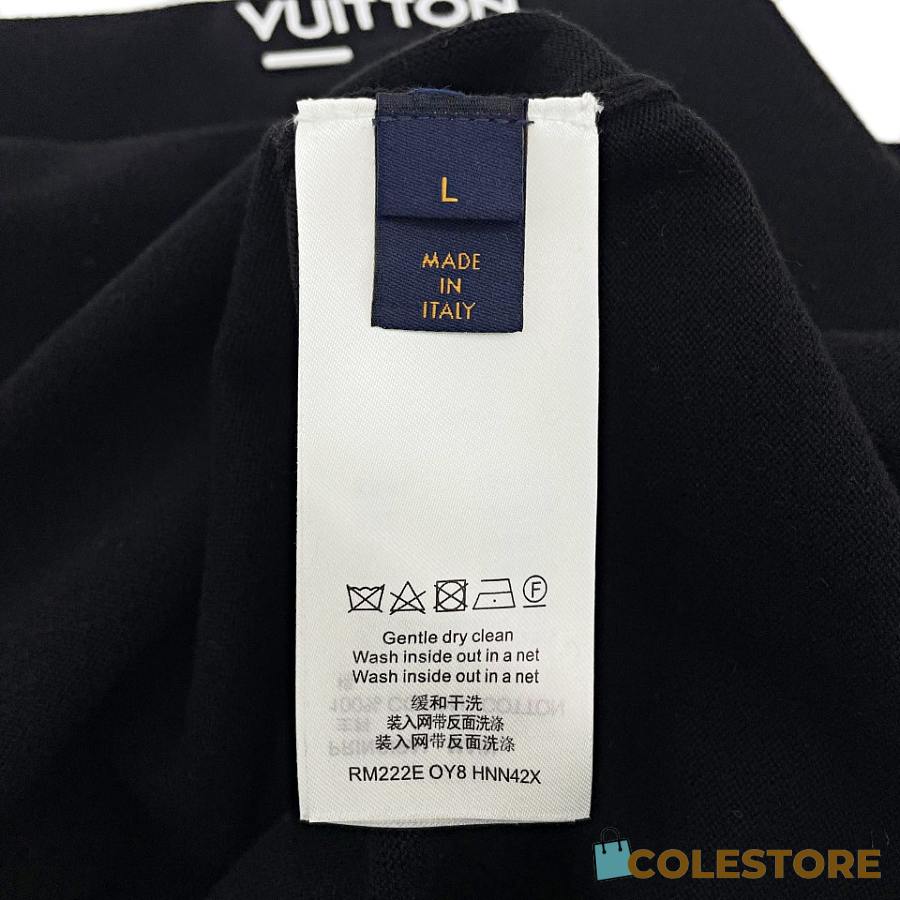 VUITTON
L
MADE
IN
ITALY
F
Gentle dry clean
Wash inside out in a net
Wash inside out in a net
缓和干洗
装入网带反面洗涤
装入网带反面洗涤
RM222E OY8 HNN42X
COLESTORE